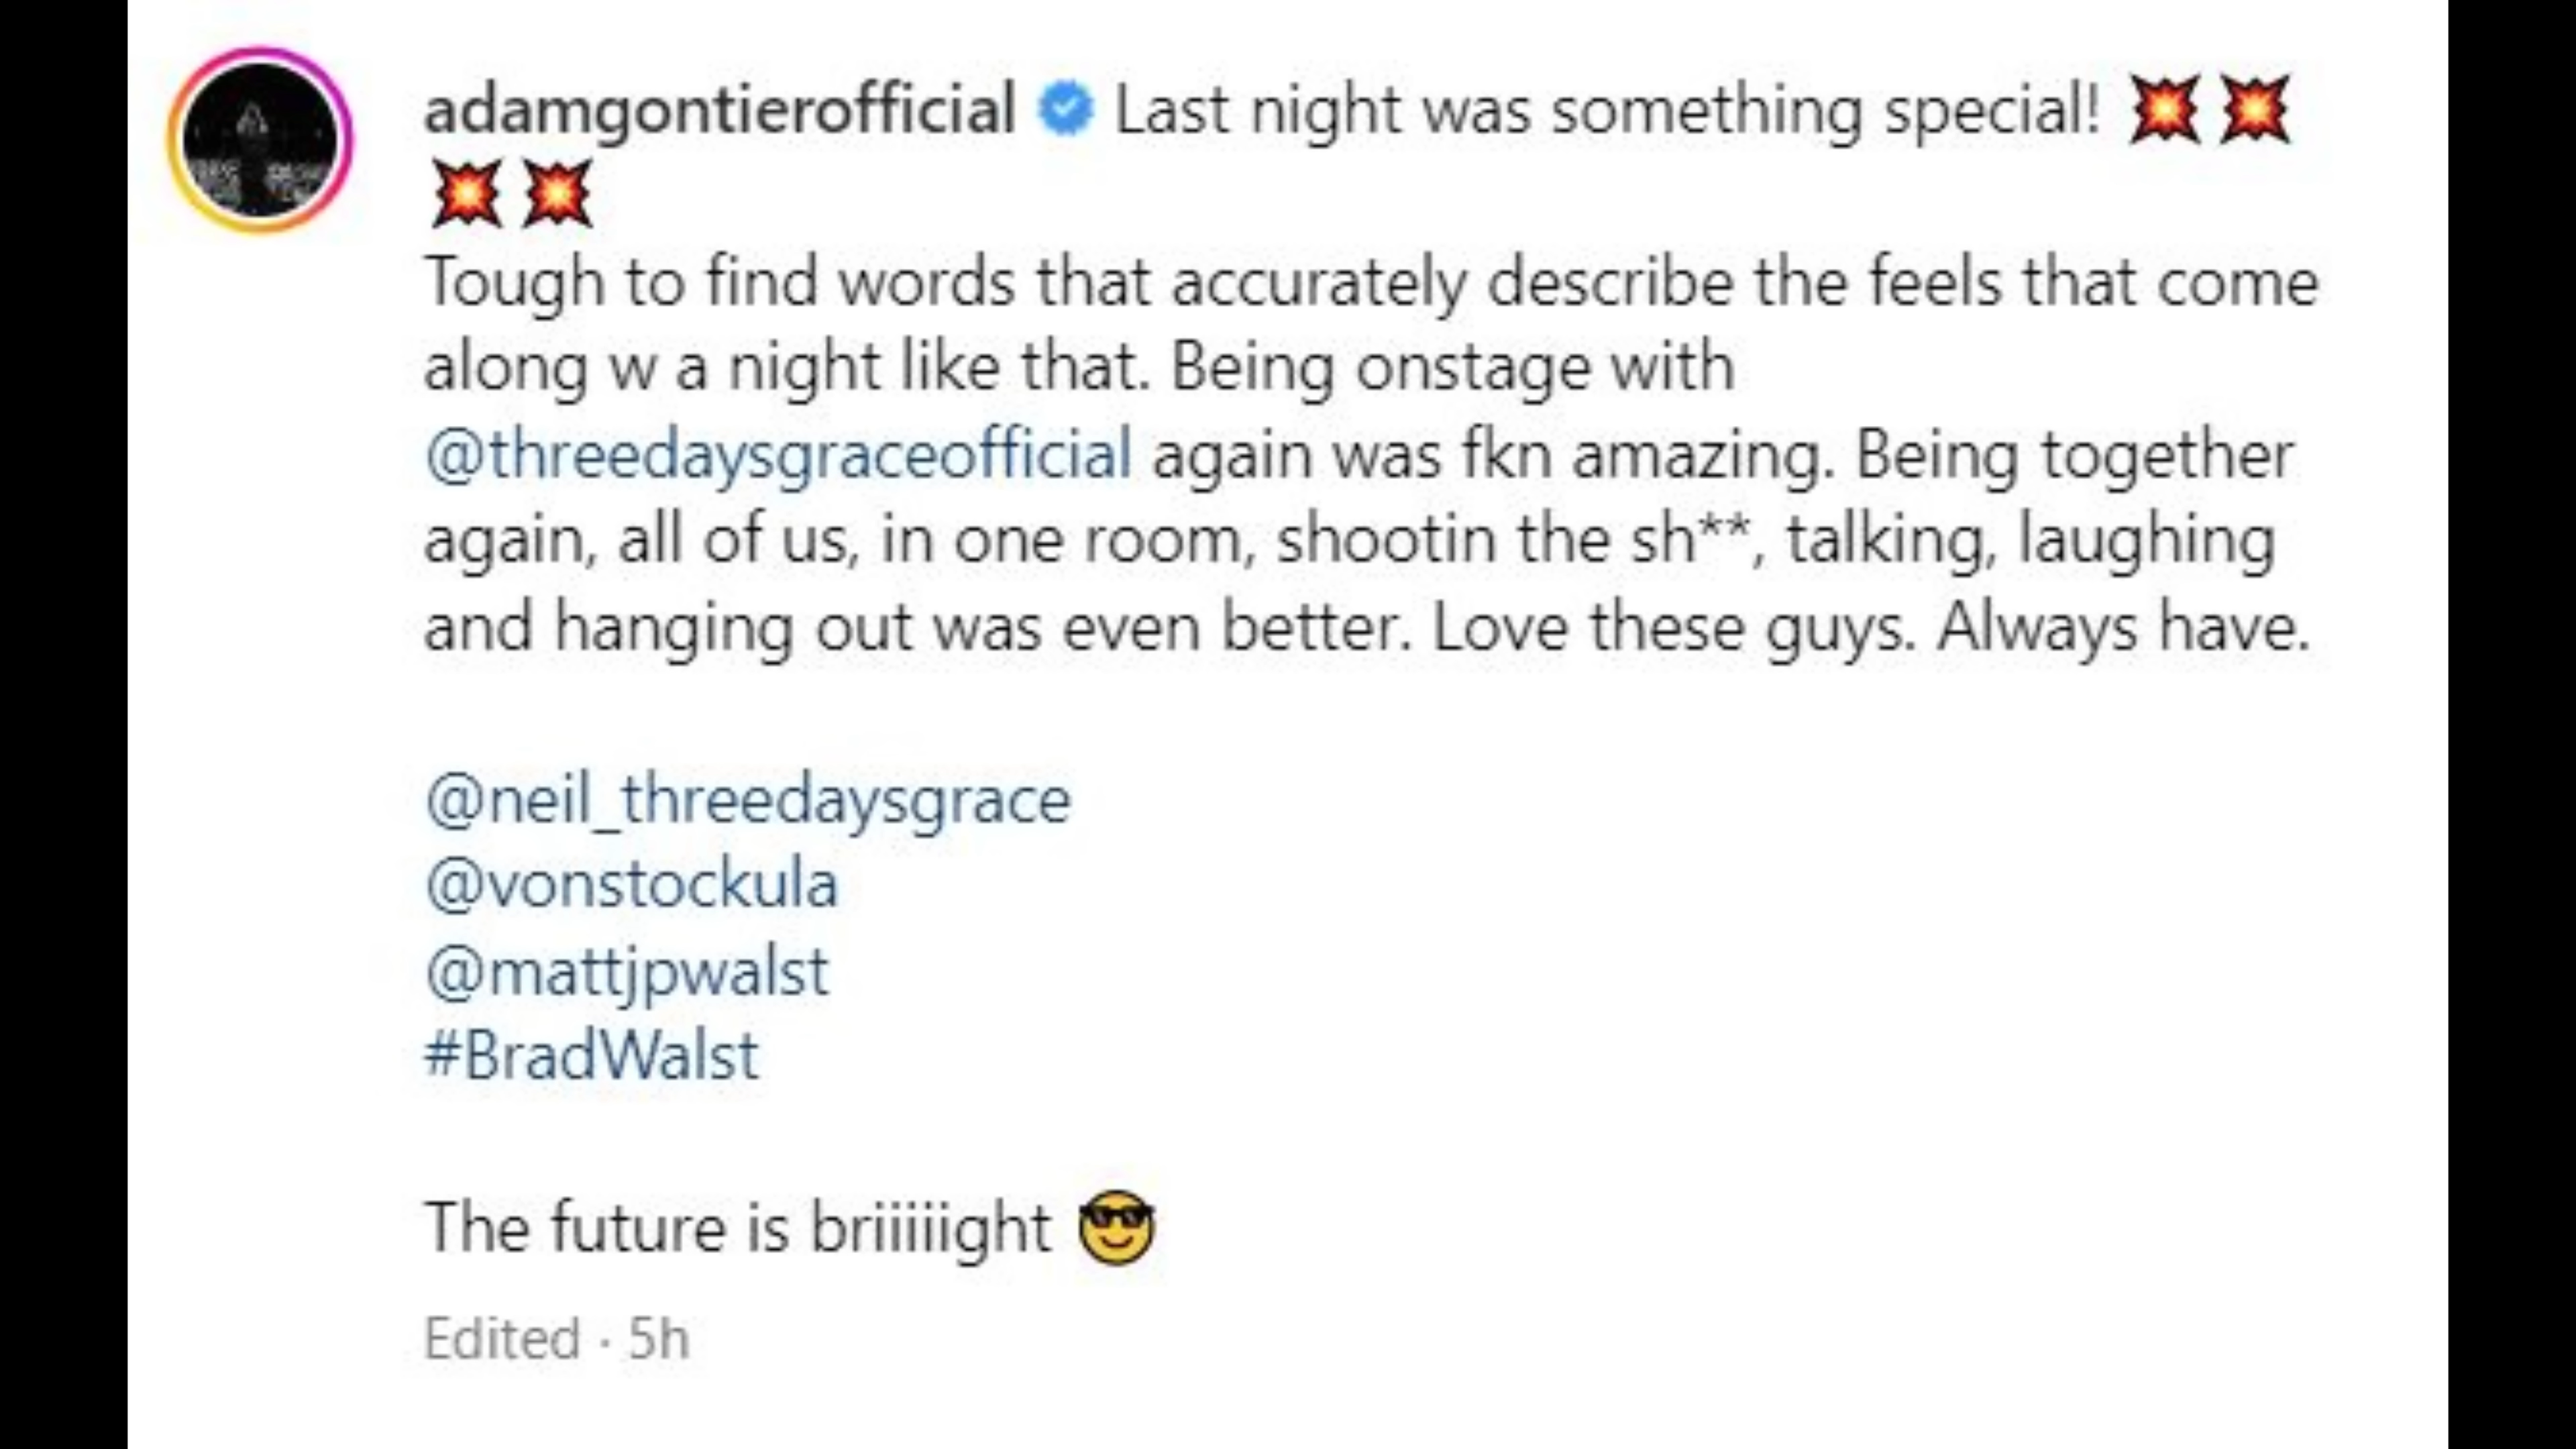 adamgontierofficial Last night was something special! 💥💥
💥💥
Tough to find words that accurately describe the feels that come
along w a night like that. Being onstage with
@threedaysgraceofficial again was fkn amazing. Being together
again, all of us, in one room, shootin the sh**, talking, laughing
and hanging out was even better. Love these guys. Always have.
@neil_threedaysgrace
@vonstockula
@mattjpwalst
#BradWalst
The future is briiiiiight 😎
Edited · 5h